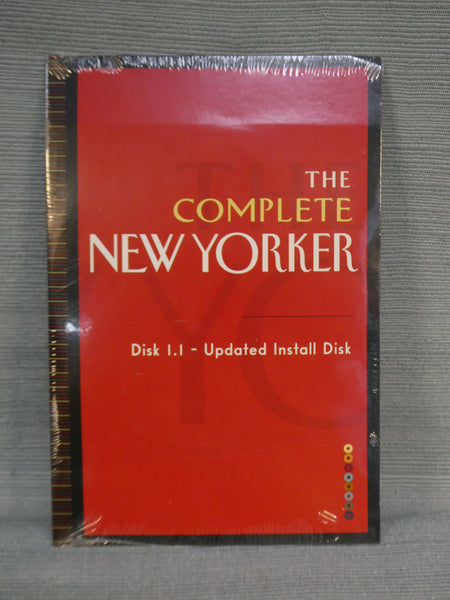 THE
COMPLETE
NEW YORKER
Disk 1.1 - Updated Install Disk